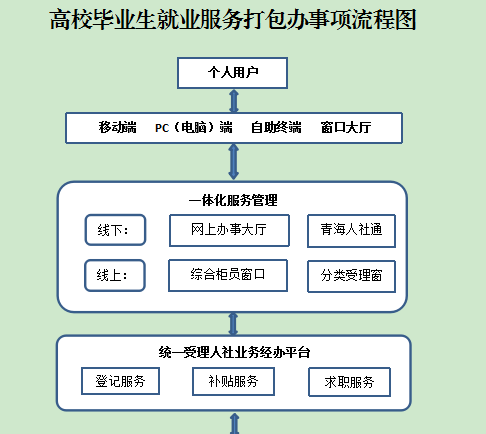 高校毕业生就业服务打包办事项流程图
个人用户
移动端 PC（电脑）端 自助终端 窗口大厅
一体化服务管理
线下： 网上办事大厅 青海人社通
线上： 综合柜员窗口 分类受理窗
统一受理人社业务经办平台
登记服务 补贴服务 求职服务